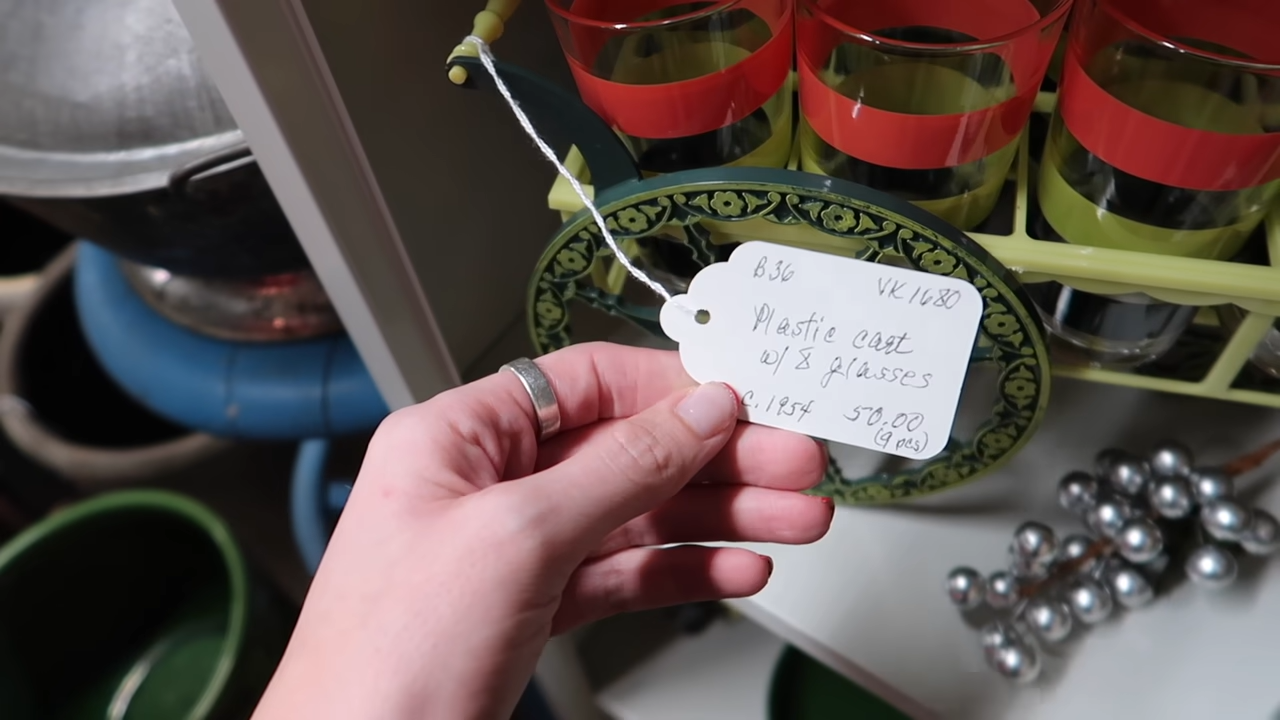 B36 VK1680
Plastic cart
w/ 8 glasses
c.1954 50.00
(9 pcs)